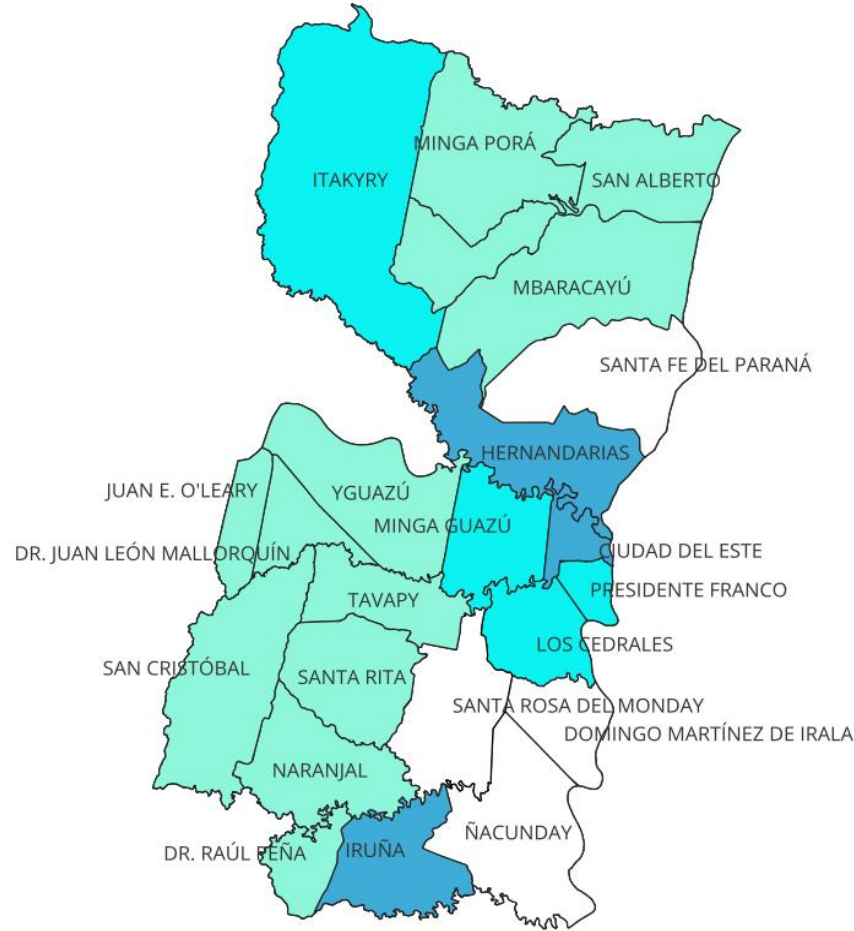 MINGA PORÁ
ITAKYRY
SAN ALBERTO
MBARACAYÚ
SANTA FE DEL PARANÁ
HERNANDARIAS
JUAN E. O'LEARY
YGUAZÚ
MINGA GUAZÚ
DR. JUAN LEÓN MALLORQUÍN
CIUDAD DEL ESTE
PRESIDENTE FRANCO
TAVAPY
LOS CEDRALES
SAN CRISTÓBAL
SANTA RITA
SANTA ROSA DEL MONDAY
DOMINGO MARTÍNEZ DE IRALA
NARANJAL
ÑACUNDAY
DR. RAÚL PEÑA
IRUÑA